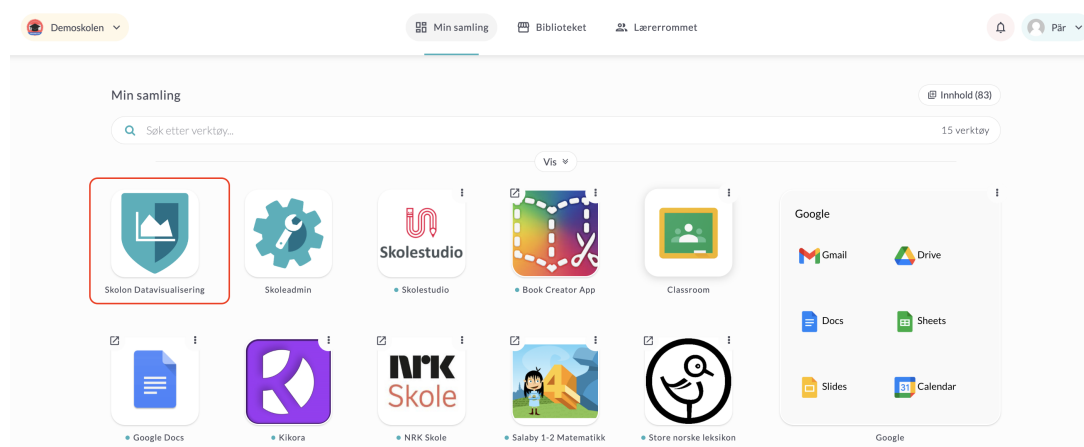 Demoskolen
Min samling
Biblioteket
Lærerrommet
Pär
Min samling
Innhold (83)
Søk etter verktøy...
15 verktøy
Vis
Skolon Datavisualisering
Skoleadmin
Skolestudio
Skolestudio
Book Creator App
Classroom
Google
Gmail
Drive
Docs
Sheets
Slides
31
Calendar
Google
Google Docs
Kikora
NRK
Skole
NRK Skole
4
Salaby 1-2 Matematikk
Store norske leksikon